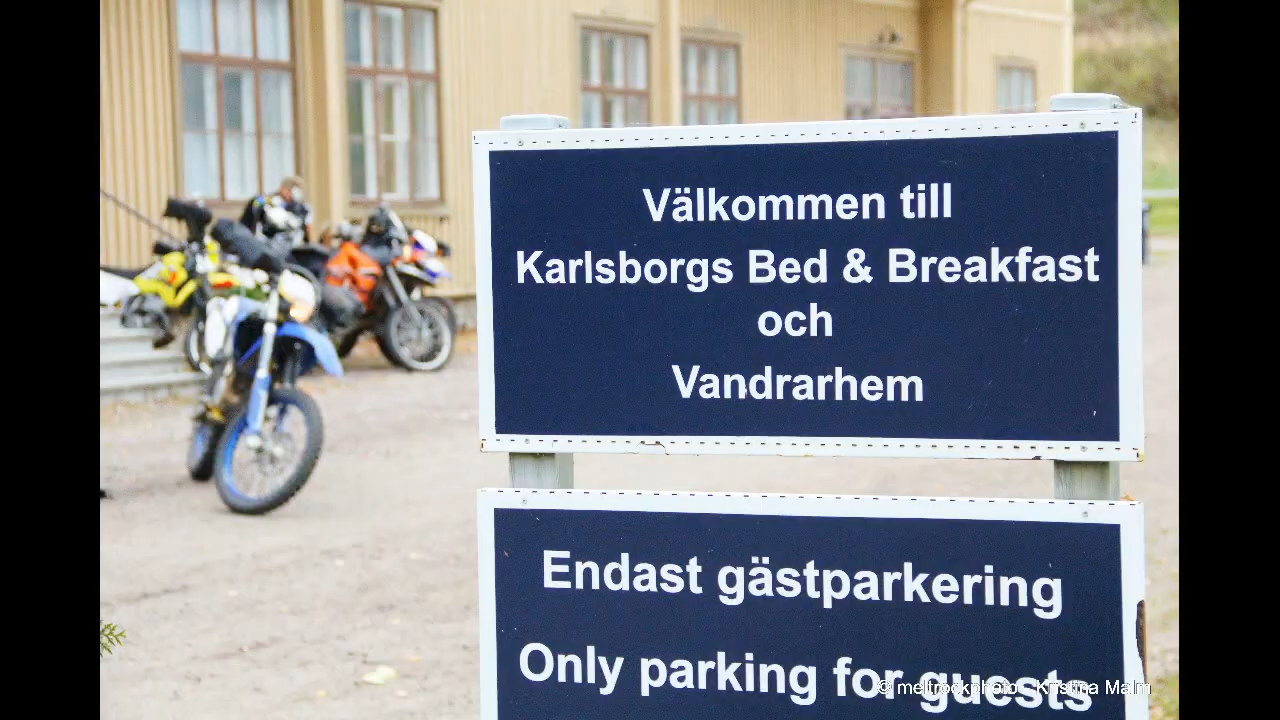 Välkommen till
Karlsborgs Bed & Breakfast
och
Vandrarhem
Endast gästparkering
Only parking for guests
© meltrockphoto - Kristina Malm